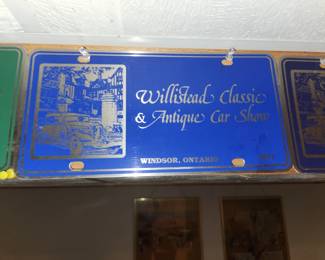 Willistead Classic
& Antique Car Show
WINDSOR, ONTARIO